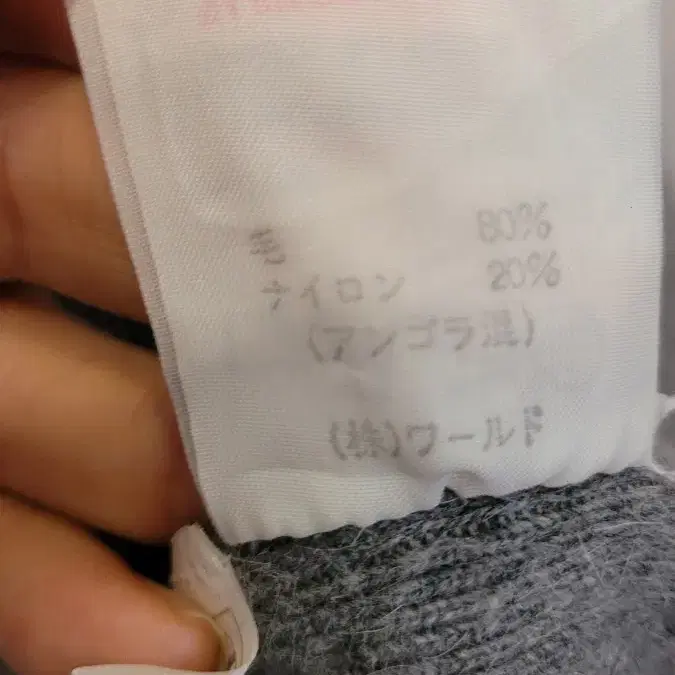 毛 80%
ナイロン 20%
(アンゴラ混)
(株)ワールド